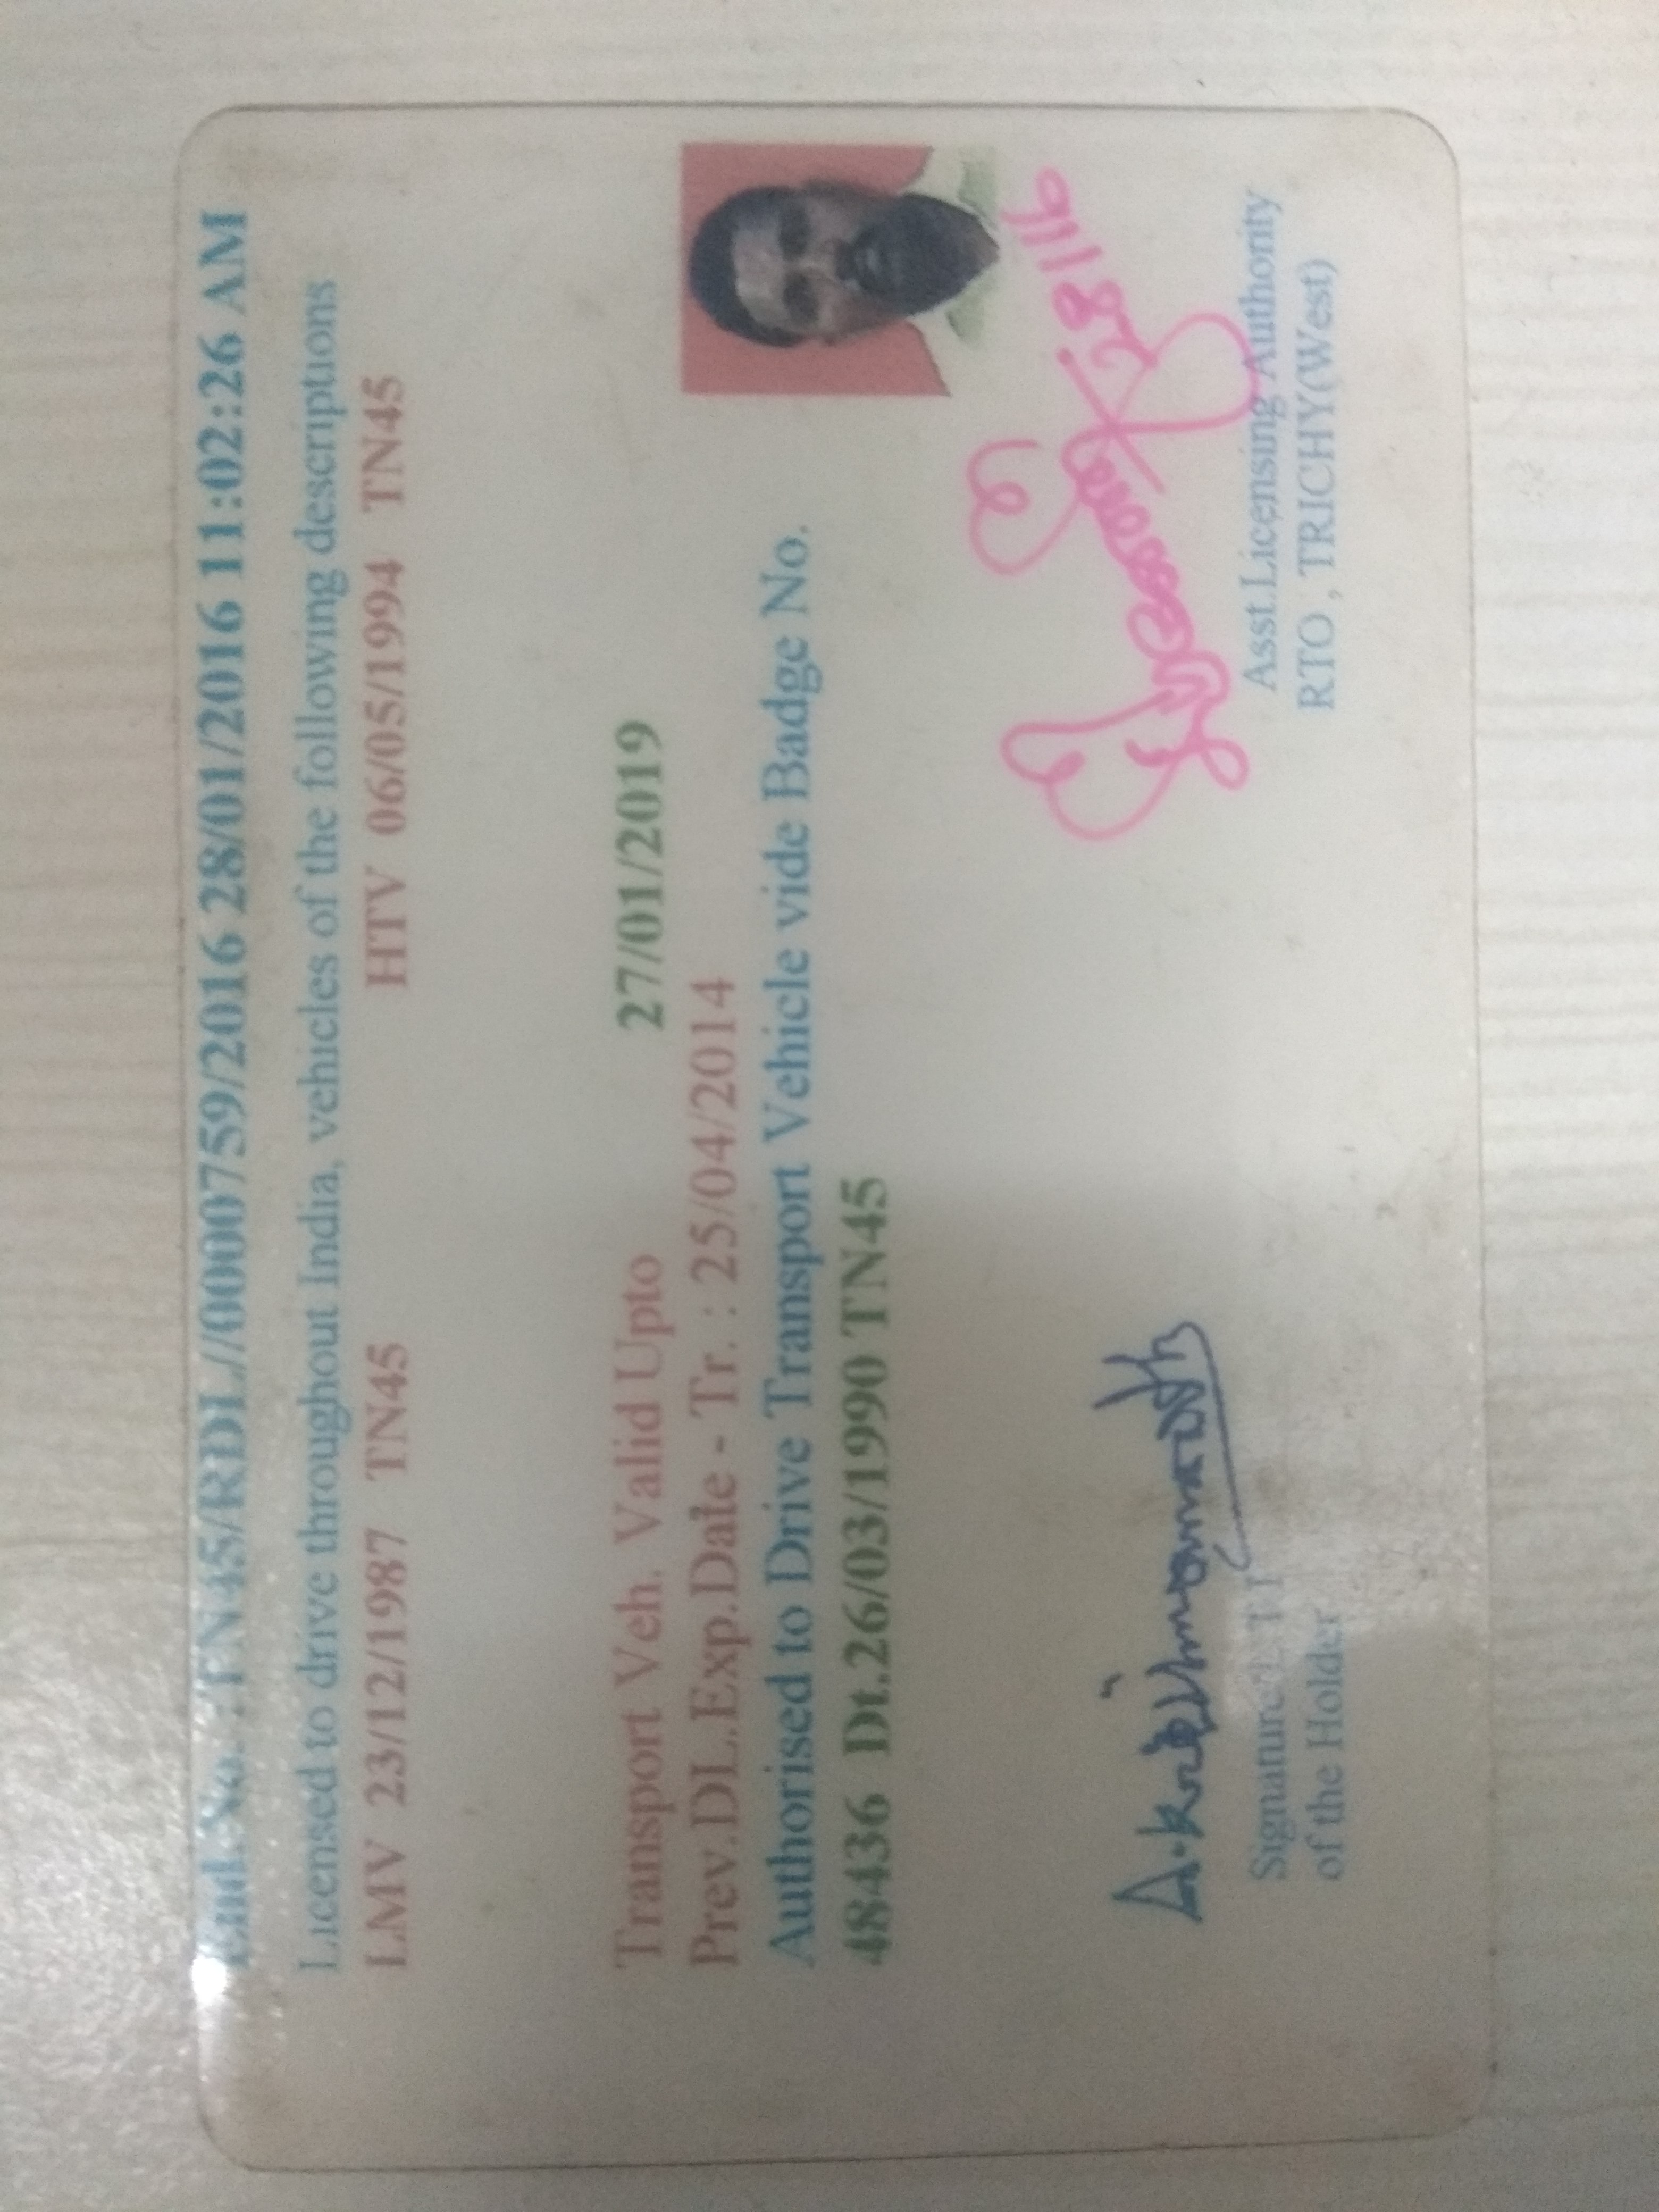 End.No. :TN45/RDL//0000759/2016 28/01/2016 11:02:26 AM
Licensed to drive throughout India, vehicles of the following descriptions
LMV 23/12/1987 TN45 HTV 06/05/1994 TN45
Transport Veh. Valid Upto 27/01/2019
Prev.DL.Exp.Date - Tr. : 25/04/2014
Authorised to Drive Transport Vehicle vide Badge No.
48436 Dt.26/03/1990 TN45
Signature/LTI
of the Holder
Asst.Licensing Authority
RTO , TRICHY(West)